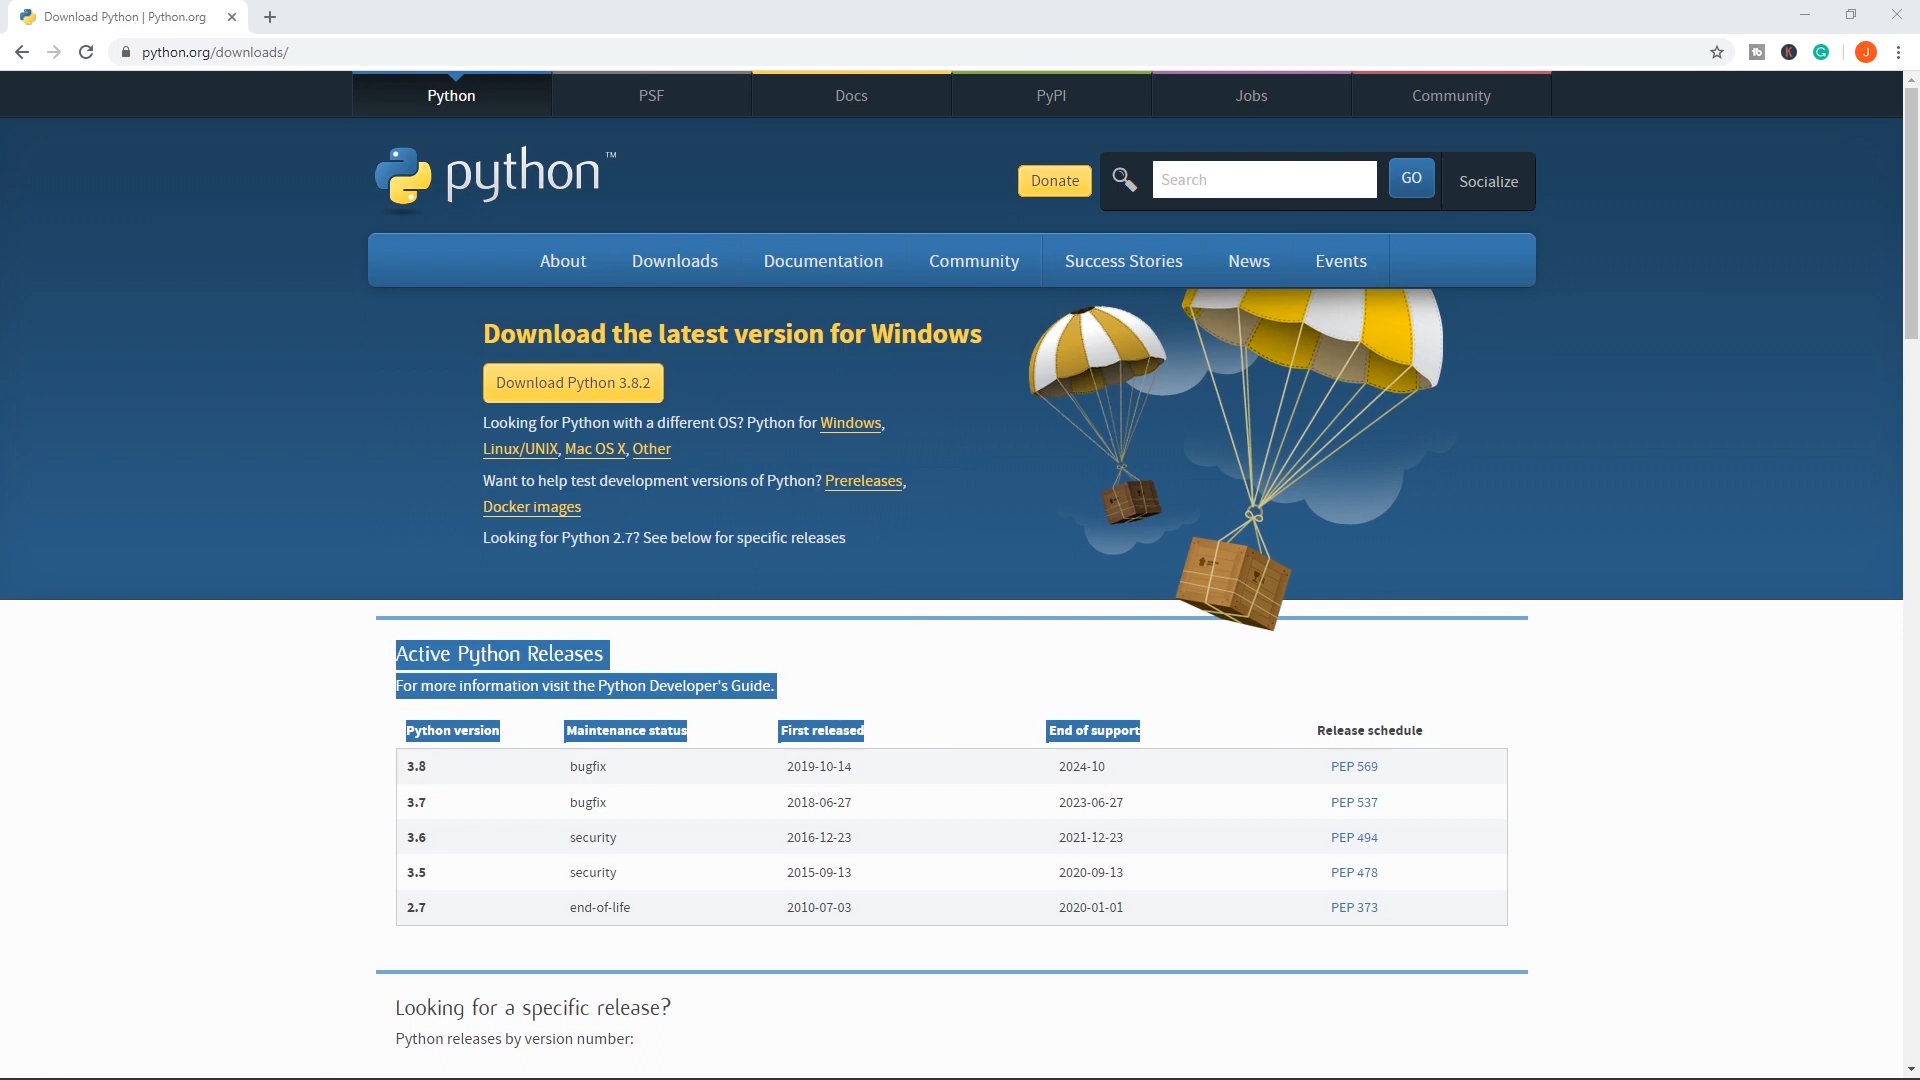 Download Python | Python.org
python.org/downloads/
J
Python PSF Docs PyPI Jobs Community
python™
Donate Search GO Socialize
About Downloads Documentation Community Success Stories News Events
Download the latest version for Windows
Download Python 3.8.2
Looking for Python with a different OS? Python for Windows,
Linux/UNIX, Mac OS X, Other
Want to help test development versions of Python? Prereleases,
Docker images
Looking for Python 2.7? See below for specific releases
Active Python Releases
For more information visit the Python Developer's Guide.
Python version Maintenance status First released End of support Release schedule
3.8 bugfix 2019-10-14 2024-10 PEP 569
3.7 bugfix 2018-06-27 2023-06-27 PEP 537
3.6 security 2016-12-23 2021-12-23 PEP 494
3.5 security 2015-09-13 2020-09-13 PEP 478
2.7 end-of-life 2010-07-03 2020-01-01 PEP 373
Looking for a specific release?
Python releases by version number: